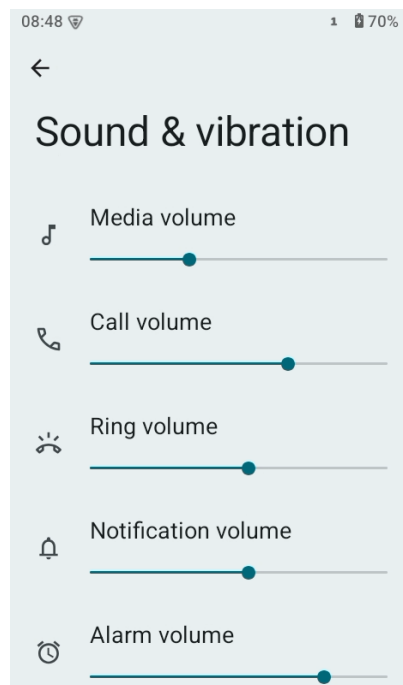 08:48 1 70%
Sound & vibration
Media volume
Call volume
Ring volume
Notification volume
Alarm volume